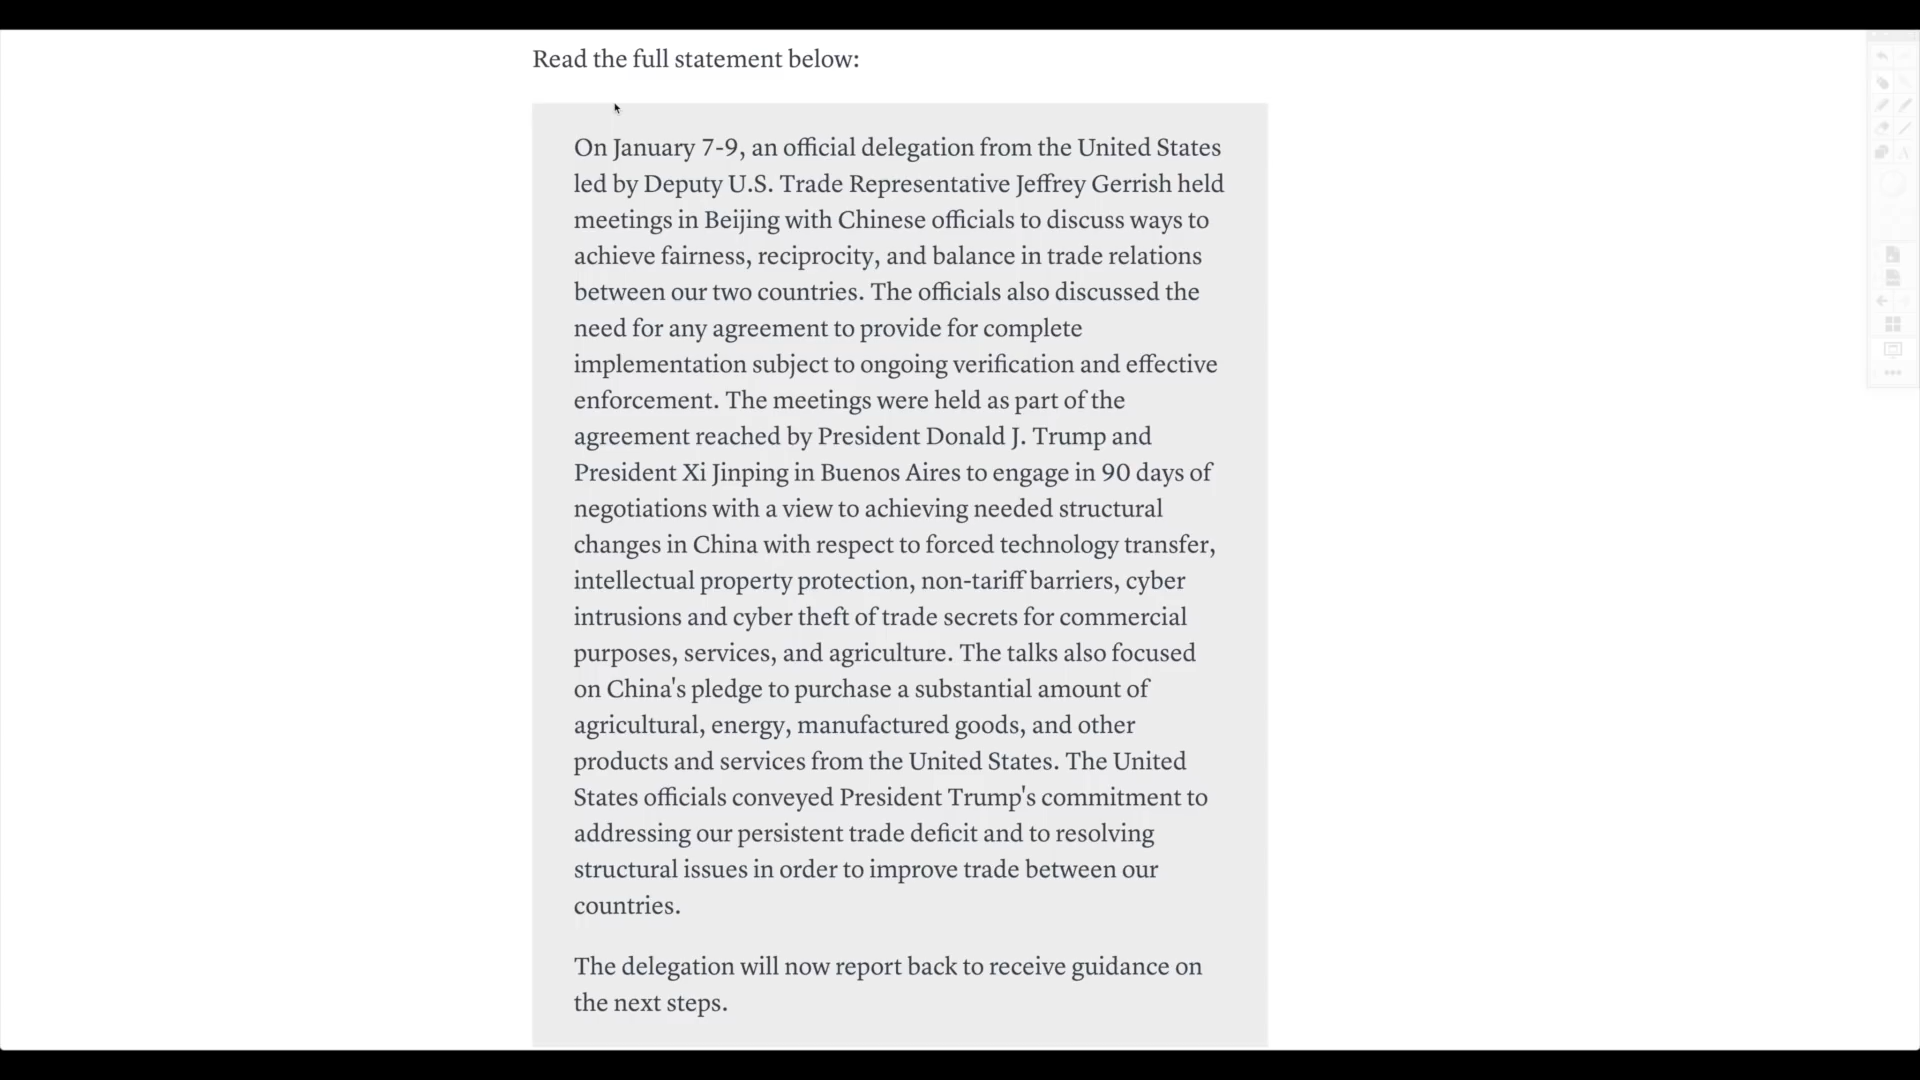 Read the full statement below:
On January 7-9, an official delegation from the United States
led by Deputy U.S. Trade Representative Jeffrey Gerrish held
meetings in Beijing with Chinese officials to discuss ways to
achieve fairness, reciprocity, and balance in trade relations
between our two countries. The officials also discussed the
need for any agreement to provide for complete
implementation subject to ongoing verification and effective
enforcement. The meetings were held as part of the
agreement reached by President Donald J. Trump and
President Xi Jinping in Buenos Aires to engage in 90 days of
negotiations with a view to achieving needed structural
changes in China with respect to forced technology transfer,
intellectual property protection, non-tariff barriers, cyber
intrusions and cyber theft of trade secrets for commercial
purposes, services, and agriculture. The talks also focused
on China's pledge to purchase a substantial amount of
agricultural, energy, manufactured goods, and other
products and services from the United States. The United
States officials conveyed President Trump's commitment to
addressing our persistent trade deficit and to resolving
structural issues in order to improve trade between our
countries.
The delegation will now report back to receive guidance on
the next steps.